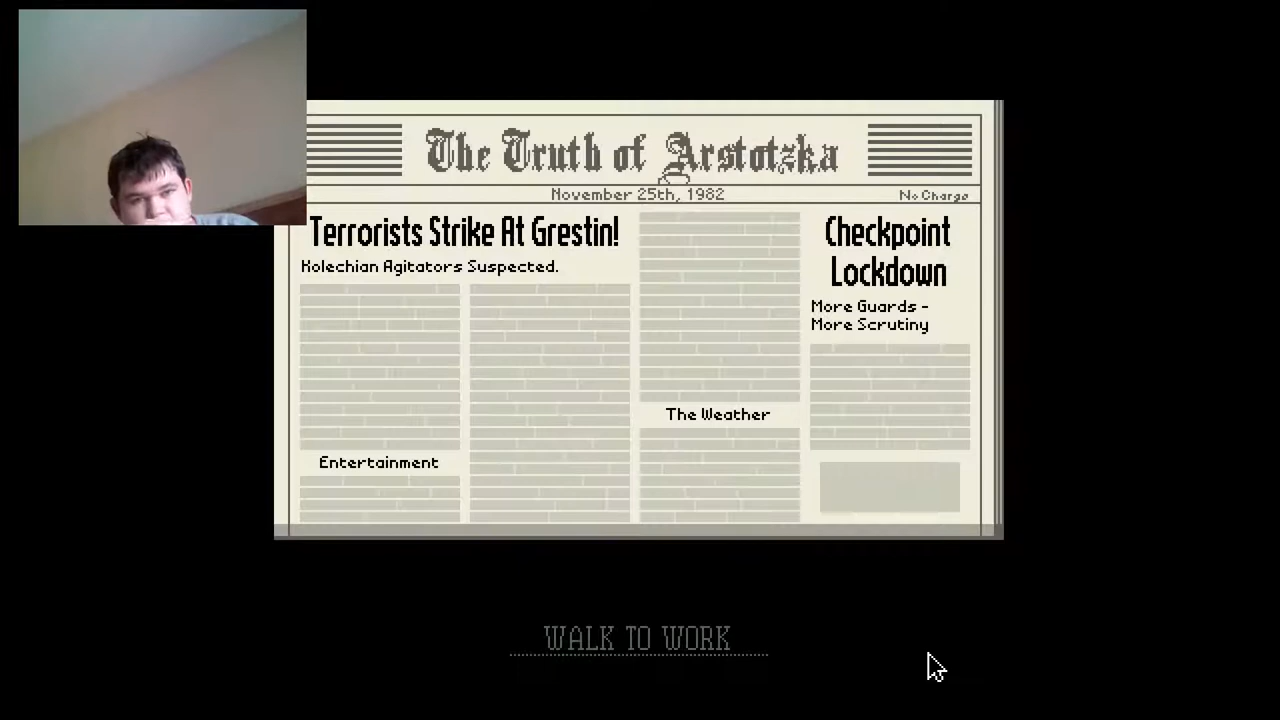 The Truth of Arstotzka
November 25th, 1982
No Charge
Terrorists Strike At Grestin!
Kolechian Agitators Suspected.
Checkpoint
Lockdown
More Guards -
More Scrutiny
The Weather
Entertainment
WALK TO WORK